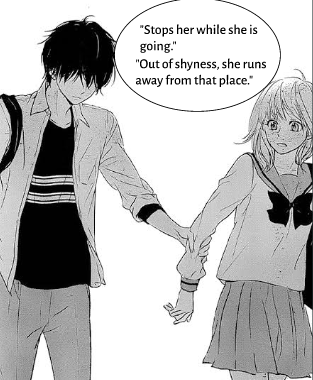 "Stops her while she is
going."
"Out of shyness, she runs
away from that place."